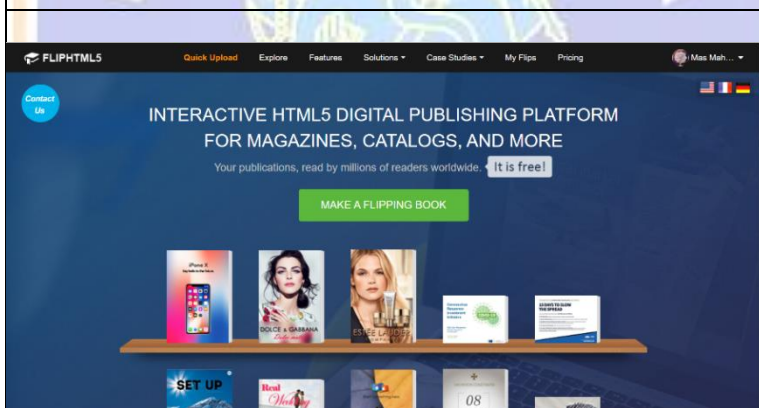 FLIPHTML5
Quick Upload Explore Features Solutions Case Studies My Flips Pricing Mas Mah...
Contact
Us
INTERACTIVE HTML5 DIGITAL PUBLISHING PLATFORM
FOR MAGAZINES, CATALOGS, AND MORE
Your publications, read by millions of readers worldwide. It is free!
MAKE A FLIPPING BOOK
iPhone X
DOLCE & GABBANA
ESTEE LAUDER
SET UP
Real
Wedding
08